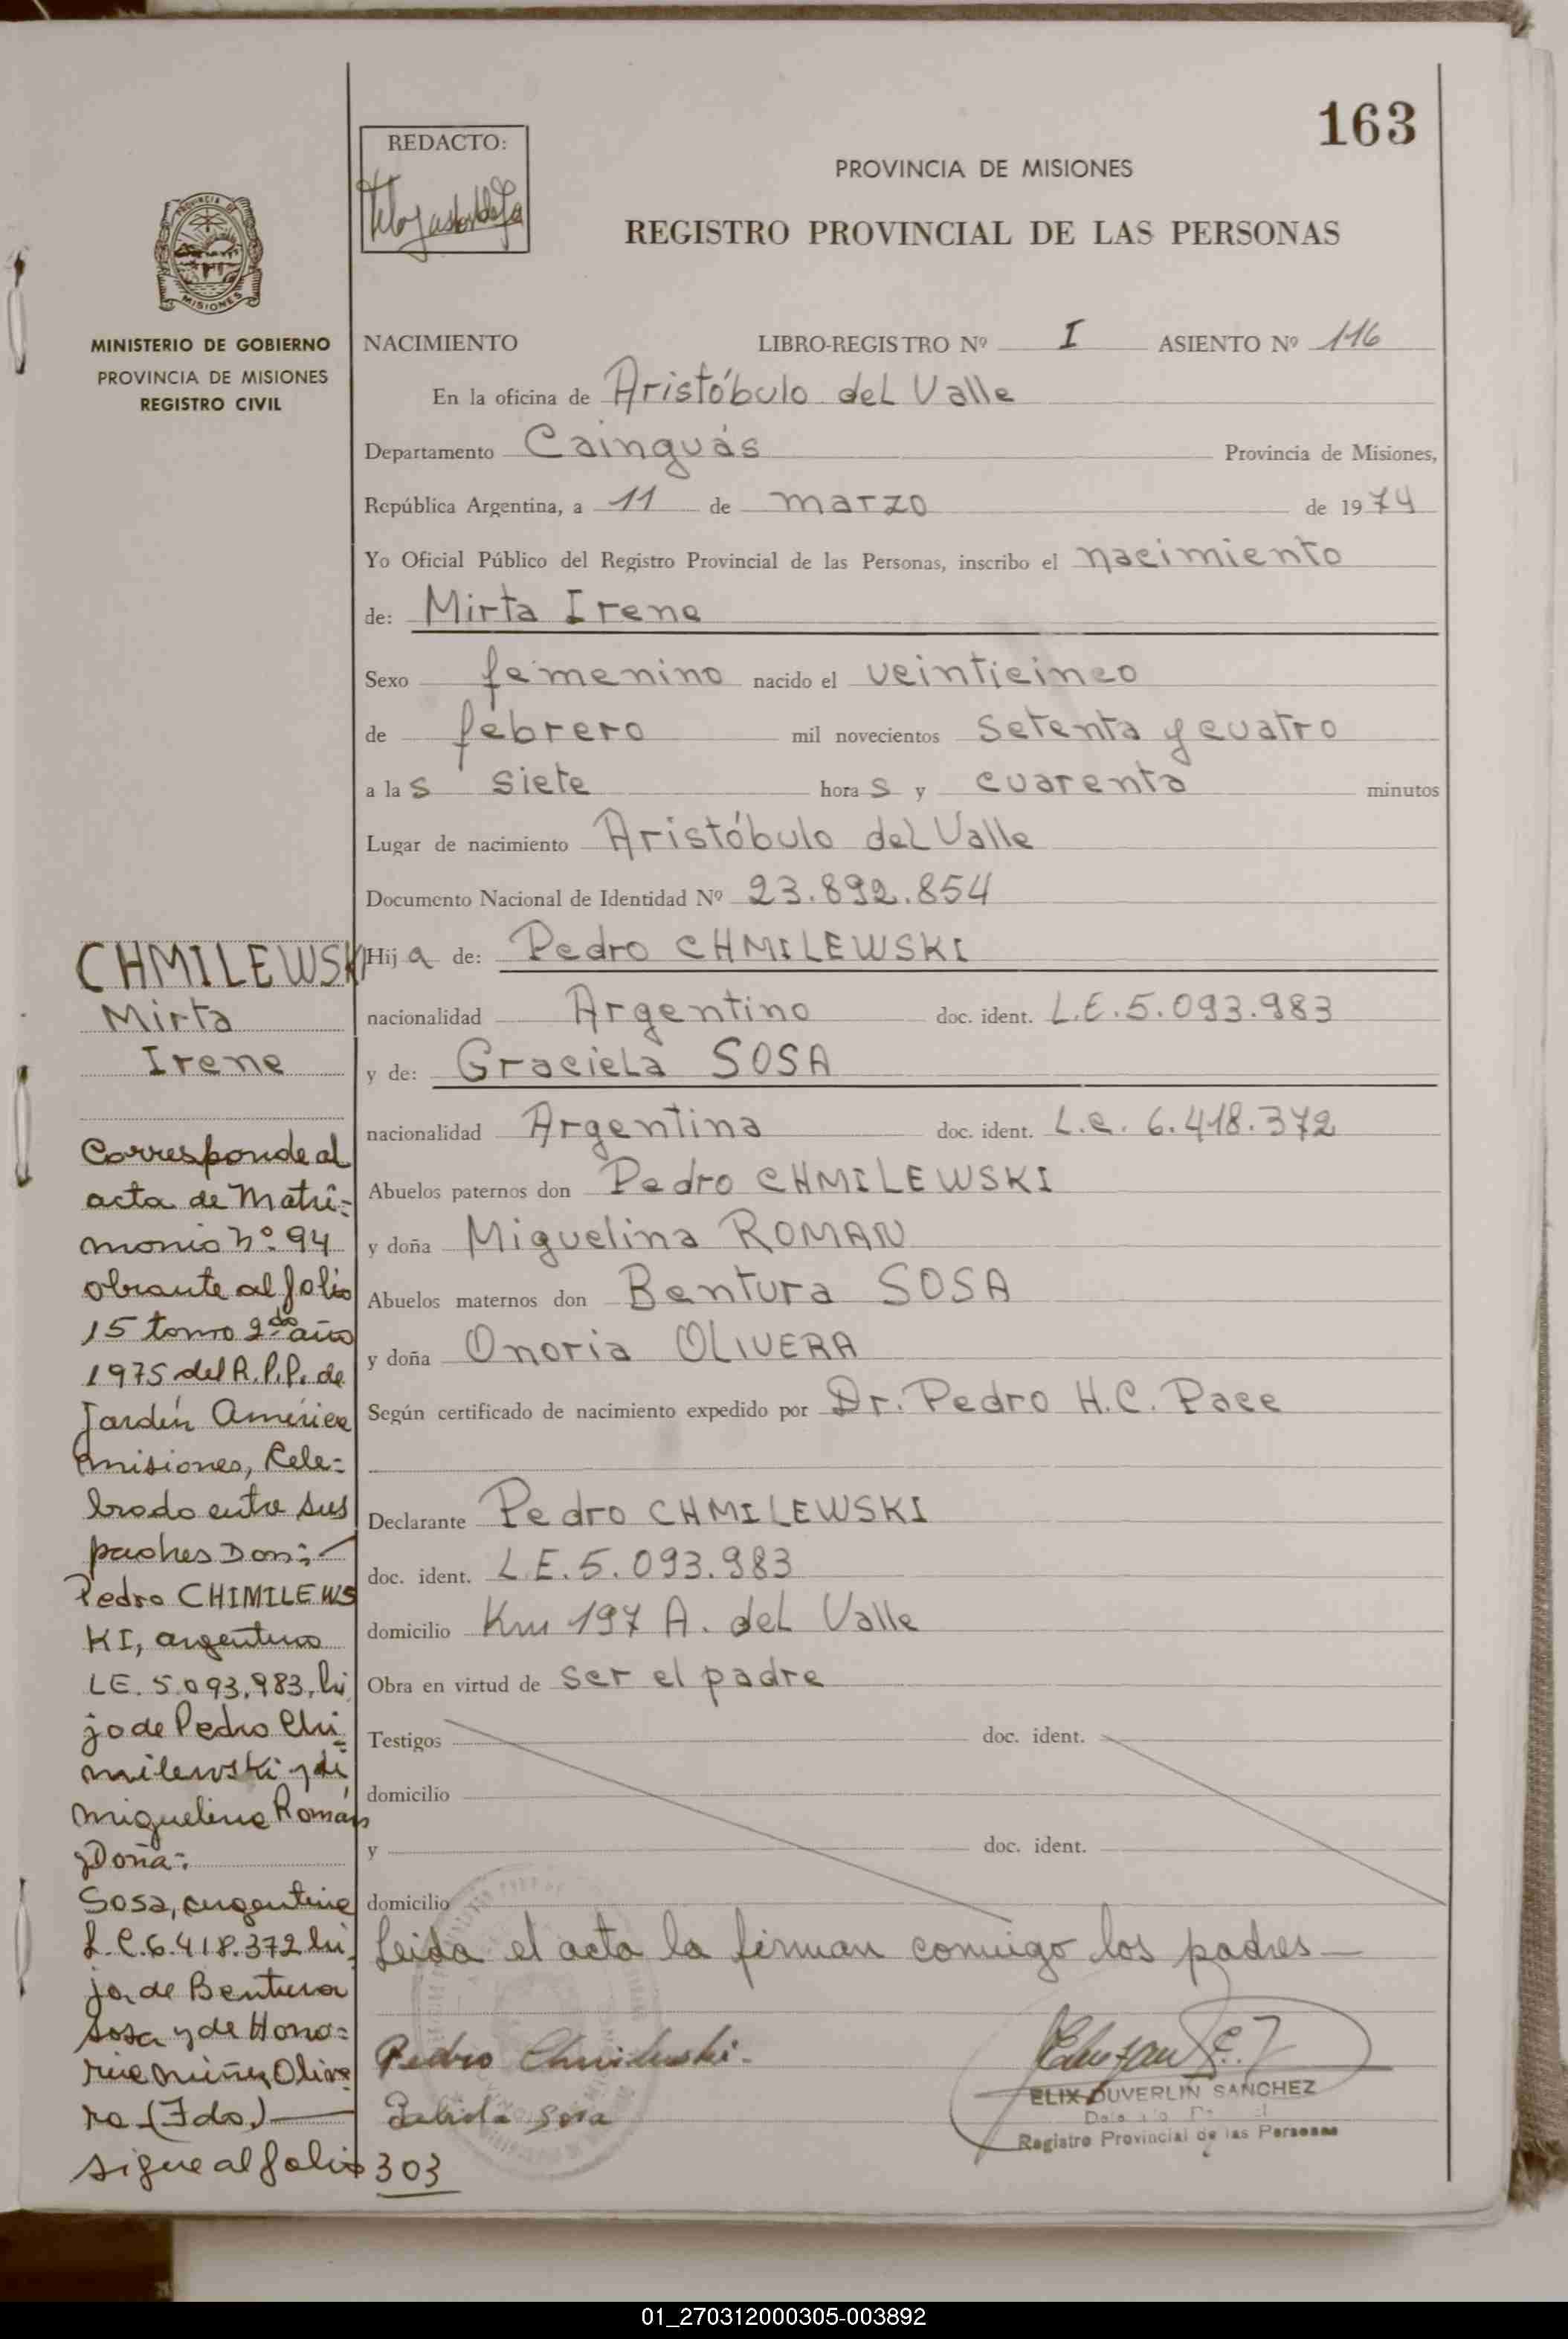 163
REDACTO:
PROVINCIA DE MISIONES
REGISTRO PROVINCIAL DE LAS PERSONAS
PROVINCIA DE
MISIONES
MINISTERIO DE GOBIERNO
PROVINCIA DE MISIONES
REGISTRO CIVIL
NACIMIENTO LIBRO-REGISTRO Nº I ASIENTO Nº 116
En la oficina de Aristóbulo del Valle
Departamento Cainguás Provincia de Misiones,
República Argentina, a 11 de marzo de 1974
Yo Oficial Público del Registro Provincial de las Personas, inscribo el nacimiento
de: Mirta Irene
Sexo femenino nacido el veinticinco
de febrero mil novecientos setenta y cuatro
a las siete horas y cuarenta minutos
Lugar de nacimiento Aristóbulo del Valle
Documento Nacional de Identidad Nº 23.892.854
Hija de: Pedro CHMILEWSKI
nacionalidad Argentino doc. ident. L.E. 5.093.983
y de: Graciela SOSA
nacionalidad Argentina doc. ident. L.C. 6.418.372
Abuelos paternos don Pedro CHMILEWSKI
y doña Miguelina ROMAN
Abuelos maternos don Bentura SOSA
y doña Onoria OLIVERA
Según certificado de nacimiento expedido por Dr. Pedro H.C. Pace
Declarante Pedro CHMILEWSKI
doc. ident. L.E. 5.093.983
domicilio Km 197 A. del Valle
Obra en virtud de ser el padre
Testigos doc. ident.
domicilio
y doc. ident.
domicilio
Leida el acta la firman conmigo los padres
Pedro Chmilewski.
Sosa
ELIX DUVERLIN SANCHEZ
Registro Provincial de las Personas
CHMILEWSKI
Mirta
Irene
Corresponde al
acta de Matri=
monio nº 94
obrante al folio
15 tomo 2do año
1975 del R.P.P. de
Jardín América
misiones, Cele=
brado entre sus
padres Don:
Pedro CHIMILEWS
KI, argentino
LE. 5.093.983, hi
jo de Pedro Chi=
milewski y de
Miguelina Román
y Doña:
Sosa, argentina
L.C. 6.418.372 hi
ja de Bentura
Sosa y de Hono=
ria Núñez Olive
ra (Fdo.)
sigue al folio 303
01_270312000305-003892